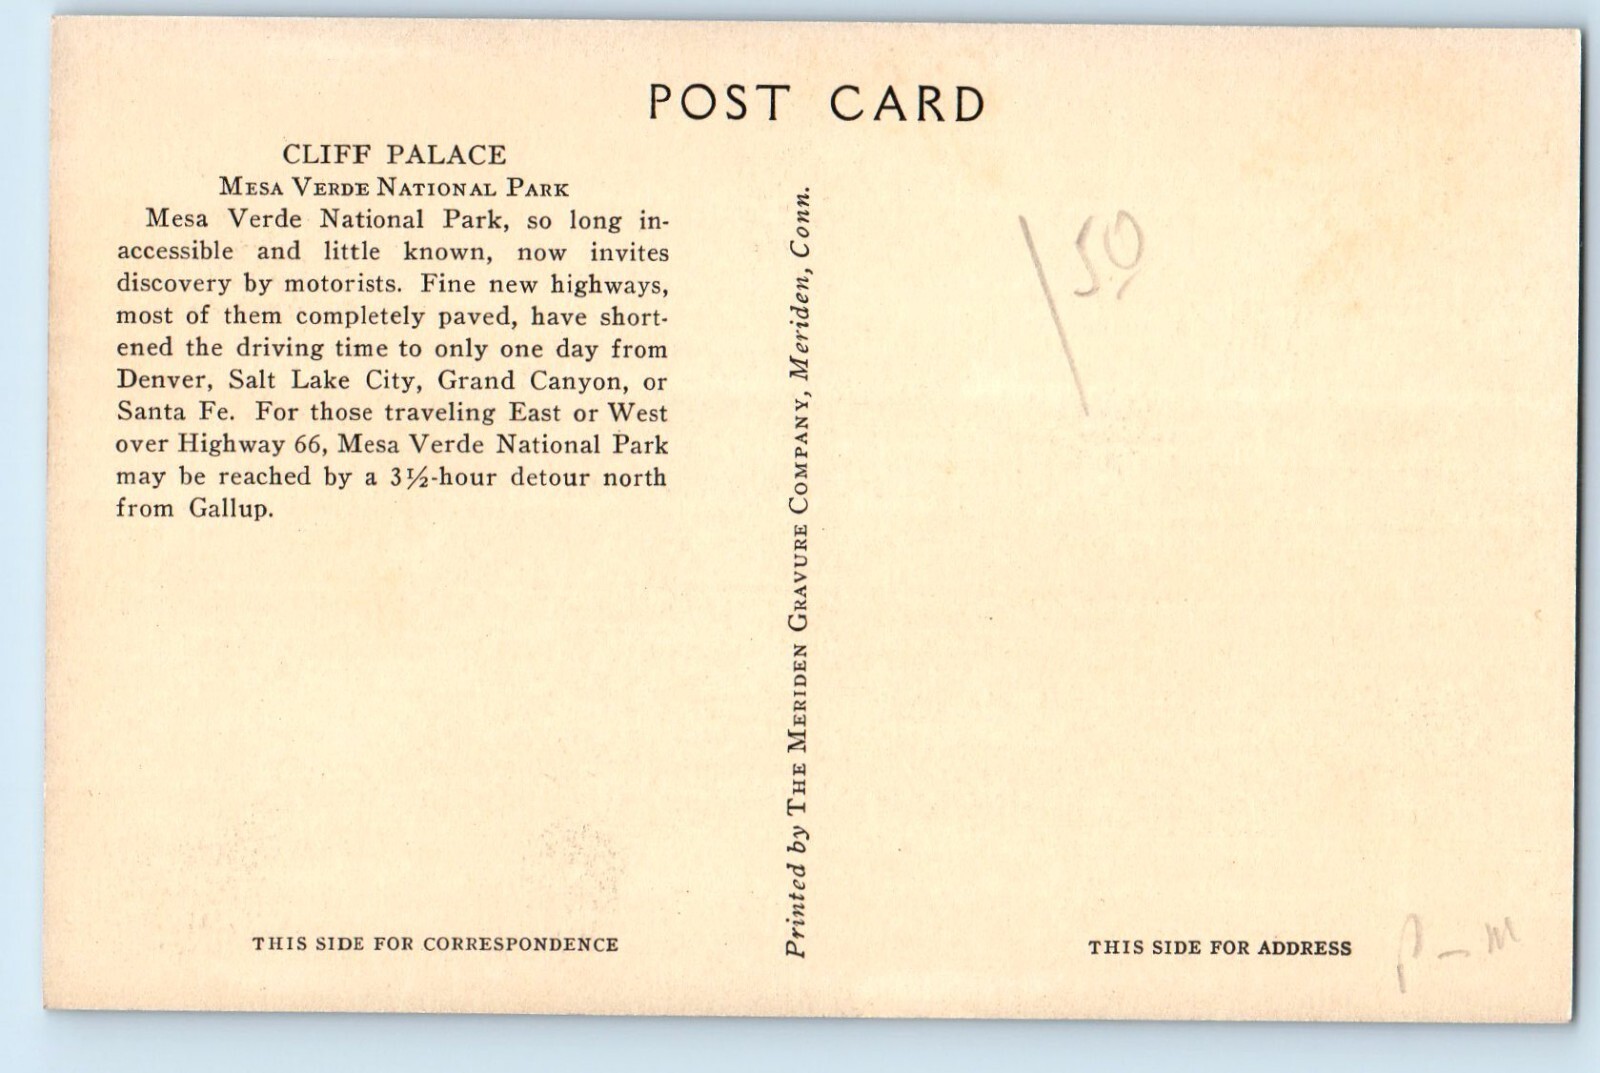 POST CARD
CLIFF PALACE
MESA VERDE NATIONAL PARK
Mesa Verde National Park, so long in-
accessible and little known, now invites
discovery by motorists. Fine new highways,
most of them completely paved, have short-
ened the driving time to only one day from
Denver, Salt Lake City, Grand Canyon, or
Santa Fe. For those traveling East or West
over Highway 66, Mesa Verde National Park
may be reached by a 3½-hour detour north
from Gallup.
THIS SIDE FOR CORRESPONDENCE
Printed by THE MERIDEN GRAVURE COMPANY, Meriden, Conn.
150
THIS SIDE FOR ADDRESS
P-M